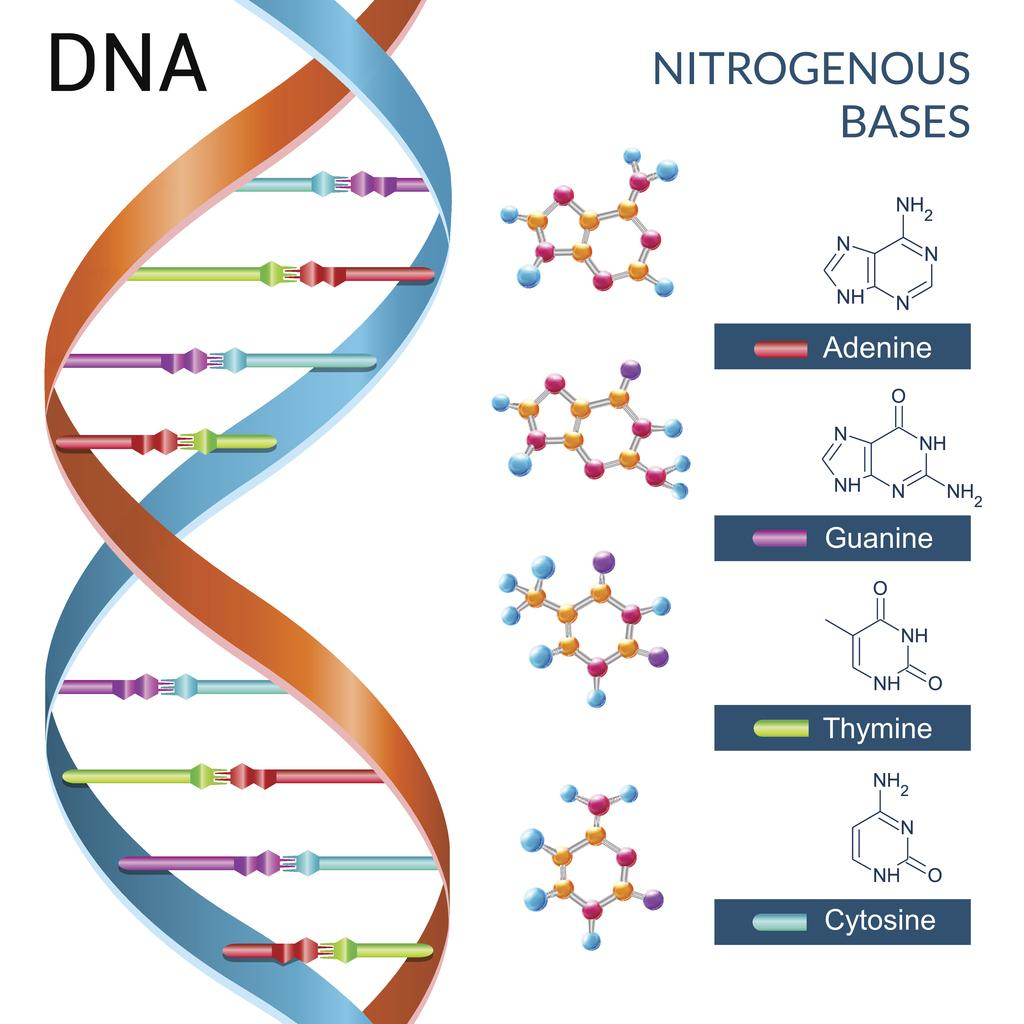 DNA
NITROGENOUS
BASES
NH2
N
N
NH
N
Adenine
O
N
NH
NH
N
NH2
Guanine
O
NH
NH
O
Thymine
NH2
N
NH
O
Cytosine